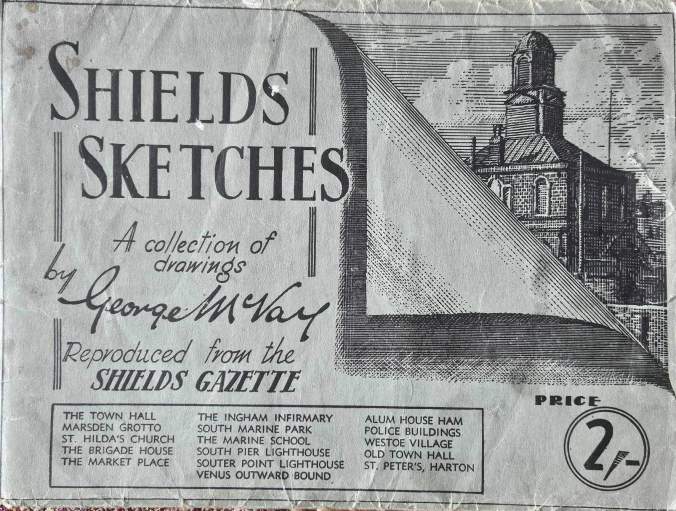 SHIELDS
SKETCHES
A collection of
drawings
by George McVay
Reproduced from the
SHIELDS GAZETTE
THE TOWN HALL
MARSDEN GROTTO
ST. HILDA'S CHURCH
THE BRIGADE HOUSE
THE MARKET PLACE
THE INGHAM INFIRMARY
SOUTH MARINE PARK
THE MARINE SCHOOL
SOUTH PIER LIGHTHOUSE
SOUTER POINT LIGHTHOUSE
VENUS OUTWARD BOUND
ALUM HOUSE HAM
POLICE BUILDINGS
WESTOE VILLAGE
OLD TOWN HALL
ST. PETER'S, HARTON
PRICE
2/-